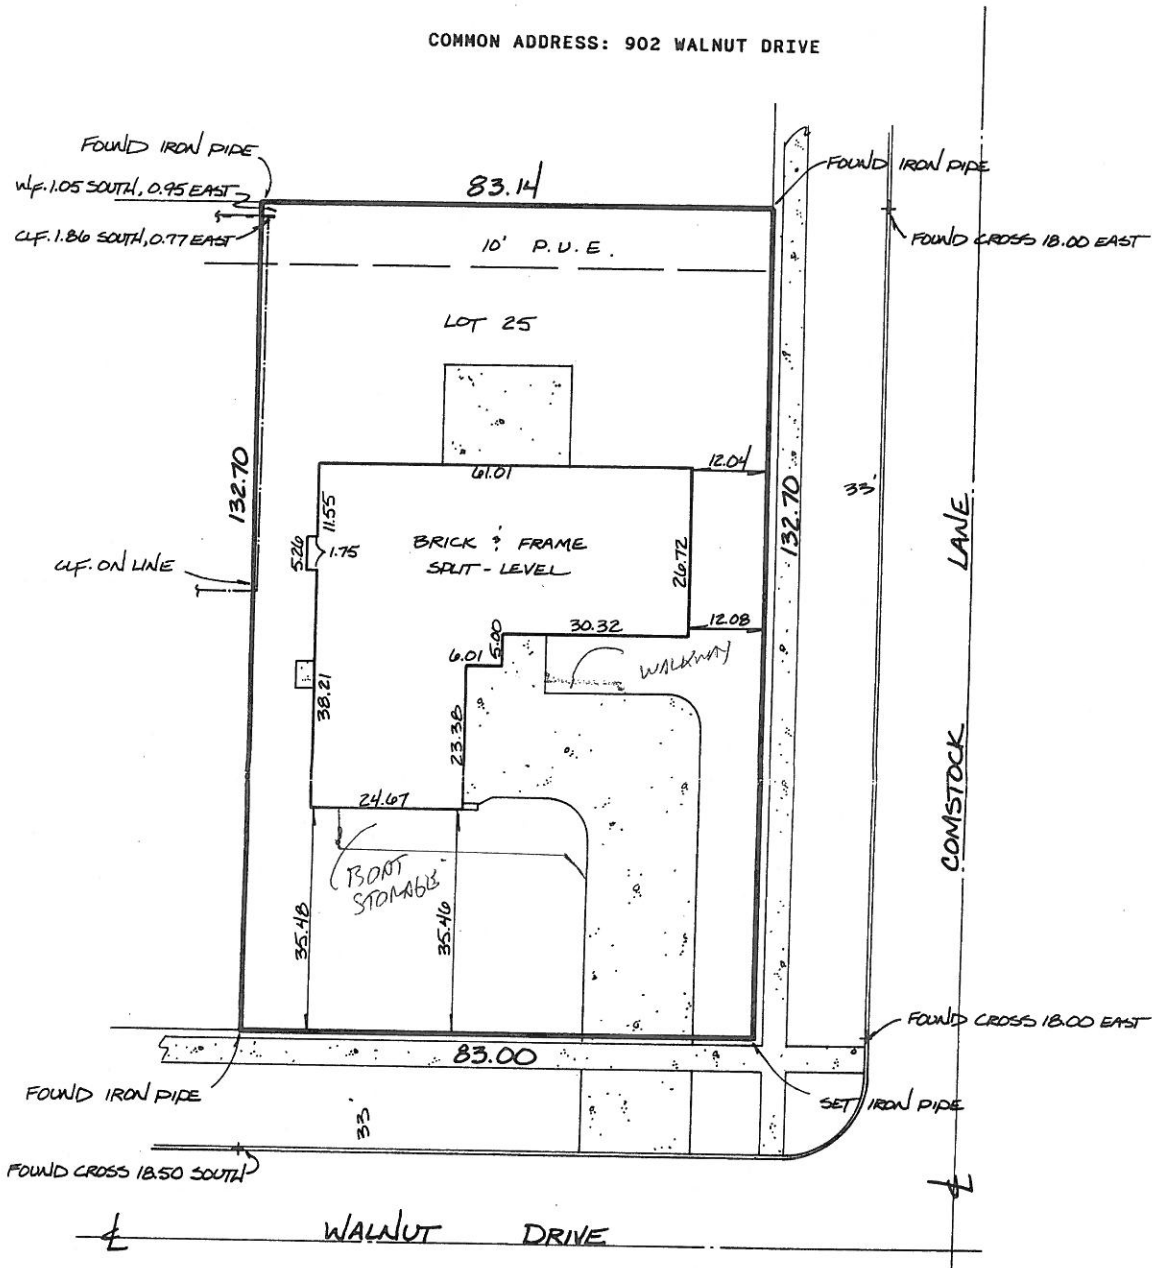 COMMON ADDRESS: 902 WALNUT DRIVE
FOUND IRON PIPE
W.F. 1.05 SOUTH, 0.95 EAST
CLF. 1.86 SOUTH, 0.77 EAST
83.14
FOUND IRON PIPE
FOUND CROSS 18.00 EAST
10' P.U.E.
LOT 25
132.70
61.01
12.04
132.70
33'
11.55
5.26
1.75
BRICK & FRAME
SPLIT-LEVEL
26.72
CLF. ON LINE
30.32
12.08
5.00
6.01
WALKWAY
38.21
23.38
24.67
BOAT
STORAGE
35.48
35.46
COMSTOCK LANE
FOUND CROSS 18.00 EAST
83.00
FOUND IRON PIPE
SET IRON PIPE
33'
FOUND CROSS 18.50 SOUTH
WALNUT DRIVE